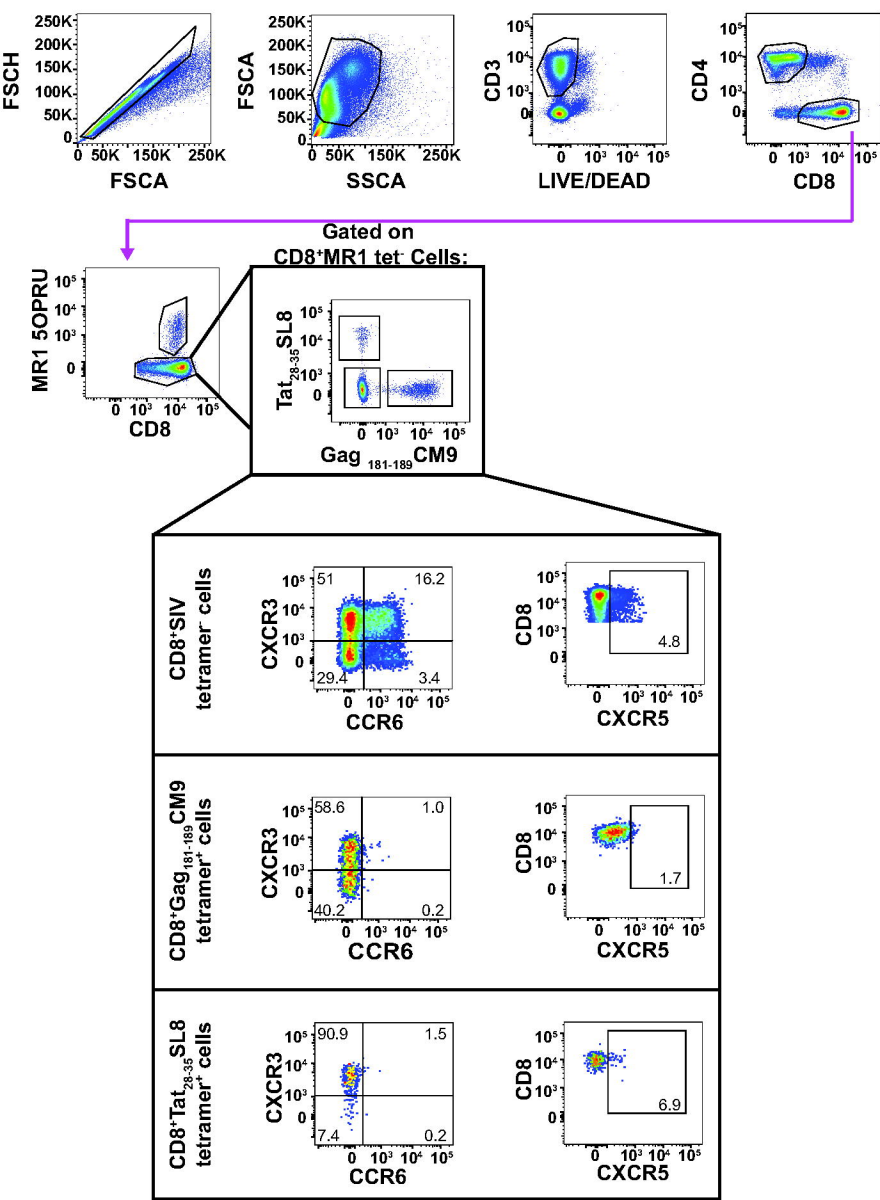 250K
200K
150K
100K
50K
0
FSCH
0 50K 150K 250K
FSCA
250K
200K
150K
100K
50K
0
FSCA
0 50K 150K 250K
SSCA
10⁵
10⁴
10³
0
CD3
0 10³ 10⁴ 10⁵
LIVE/DEAD
10⁵
10⁴
10³
0
CD4
0 10³ 10⁴ 10⁵
CD8
Gated on
CD8⁺MR1 tet⁻ Cells:
10⁵
10⁴
10³
0
MR1 5OPRU
0 10³ 10⁴ 10⁵
CD8
10⁵
10⁴
10³
0
Tat₂₈₋₃₅SL8
0 10³ 10⁴ 10⁵
Gag ₁₈₁₋₁₈₉CM9
CD8⁺SIV
tetramer⁻ cells
51 16.2
29.4 3.4
10⁵
10⁴
10³
0
CXCR3
0 10³ 10⁴ 10⁵
CCR6
10⁵
10⁴
10³
0
CD8
4.8
0 10³ 10⁴ 10⁵
CXCR5
CD8⁺Gag₁₈₁₋₁₈₉CM9
tetramer⁺ cells
58.6 1.0
40.2 0.2
10⁵
10⁴
10³
0
CXCR3
0 10³ 10⁴ 10⁵
CCR6
10⁵
10⁴
10³
0
CD8
1.7
0 10³ 10⁴ 10⁵
CXCR5
CD8⁺Tat₂₈₋₃₅SL8
tetramer⁺ cells
90.9 1.5
7.4 0.2
10⁵
10⁴
10³
0
CXCR3
0 10³ 10⁴ 10⁵
CCR6
10⁵
10⁴
10³
0
CD8
6.9
0 10³ 10⁴ 10⁵
CXCR5